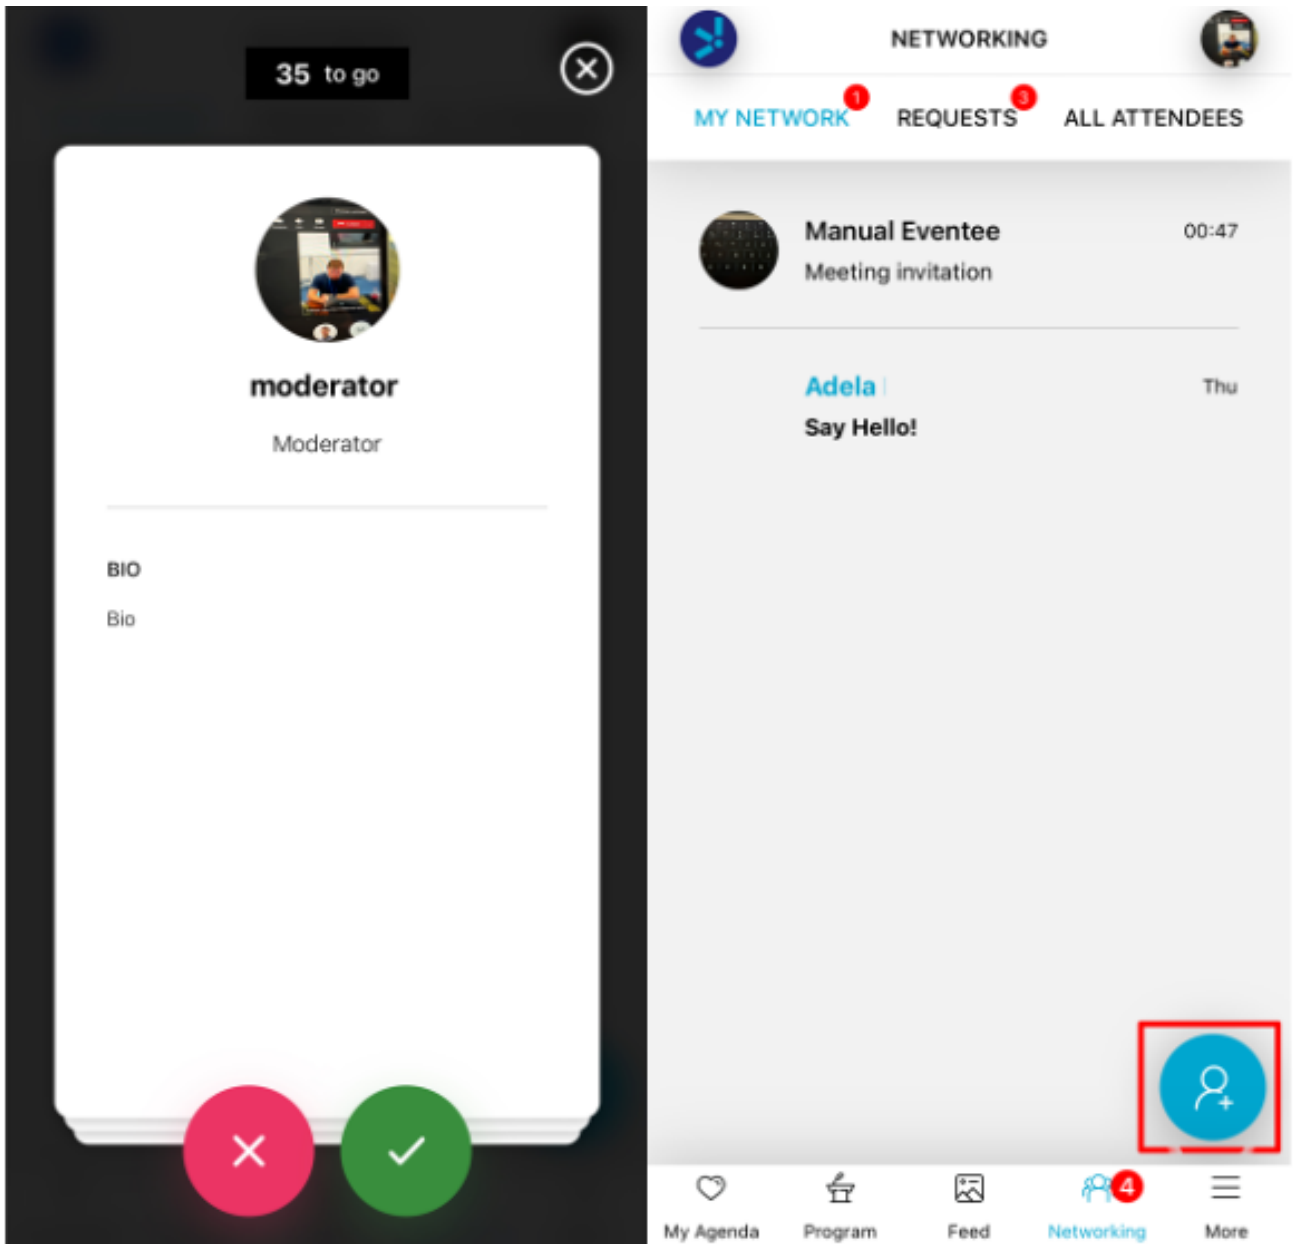 35 to go
moderator
Moderator
BIO
Bio
NETWORKING
MY NETWORK 1
REQUESTS 3
ALL ATTENDEES
Manual Eventee
00:47
Meeting invitation
Adela
Thu
Say Hello!
My Agenda
Program
Feed
Networking 4
More